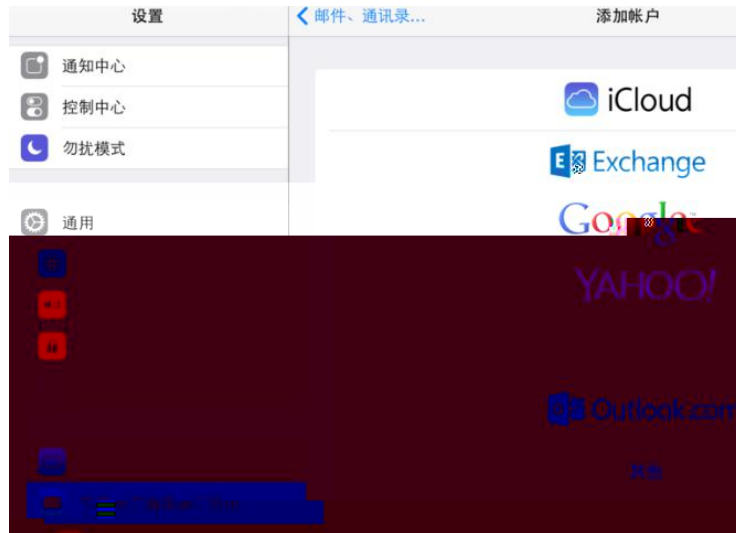 设置
邮件、通讯录...
添加帐户
通知中心
控制中心
勿扰模式
通用
iCloud
Exchange
Google
YAHOO!
Outlook.com
其他